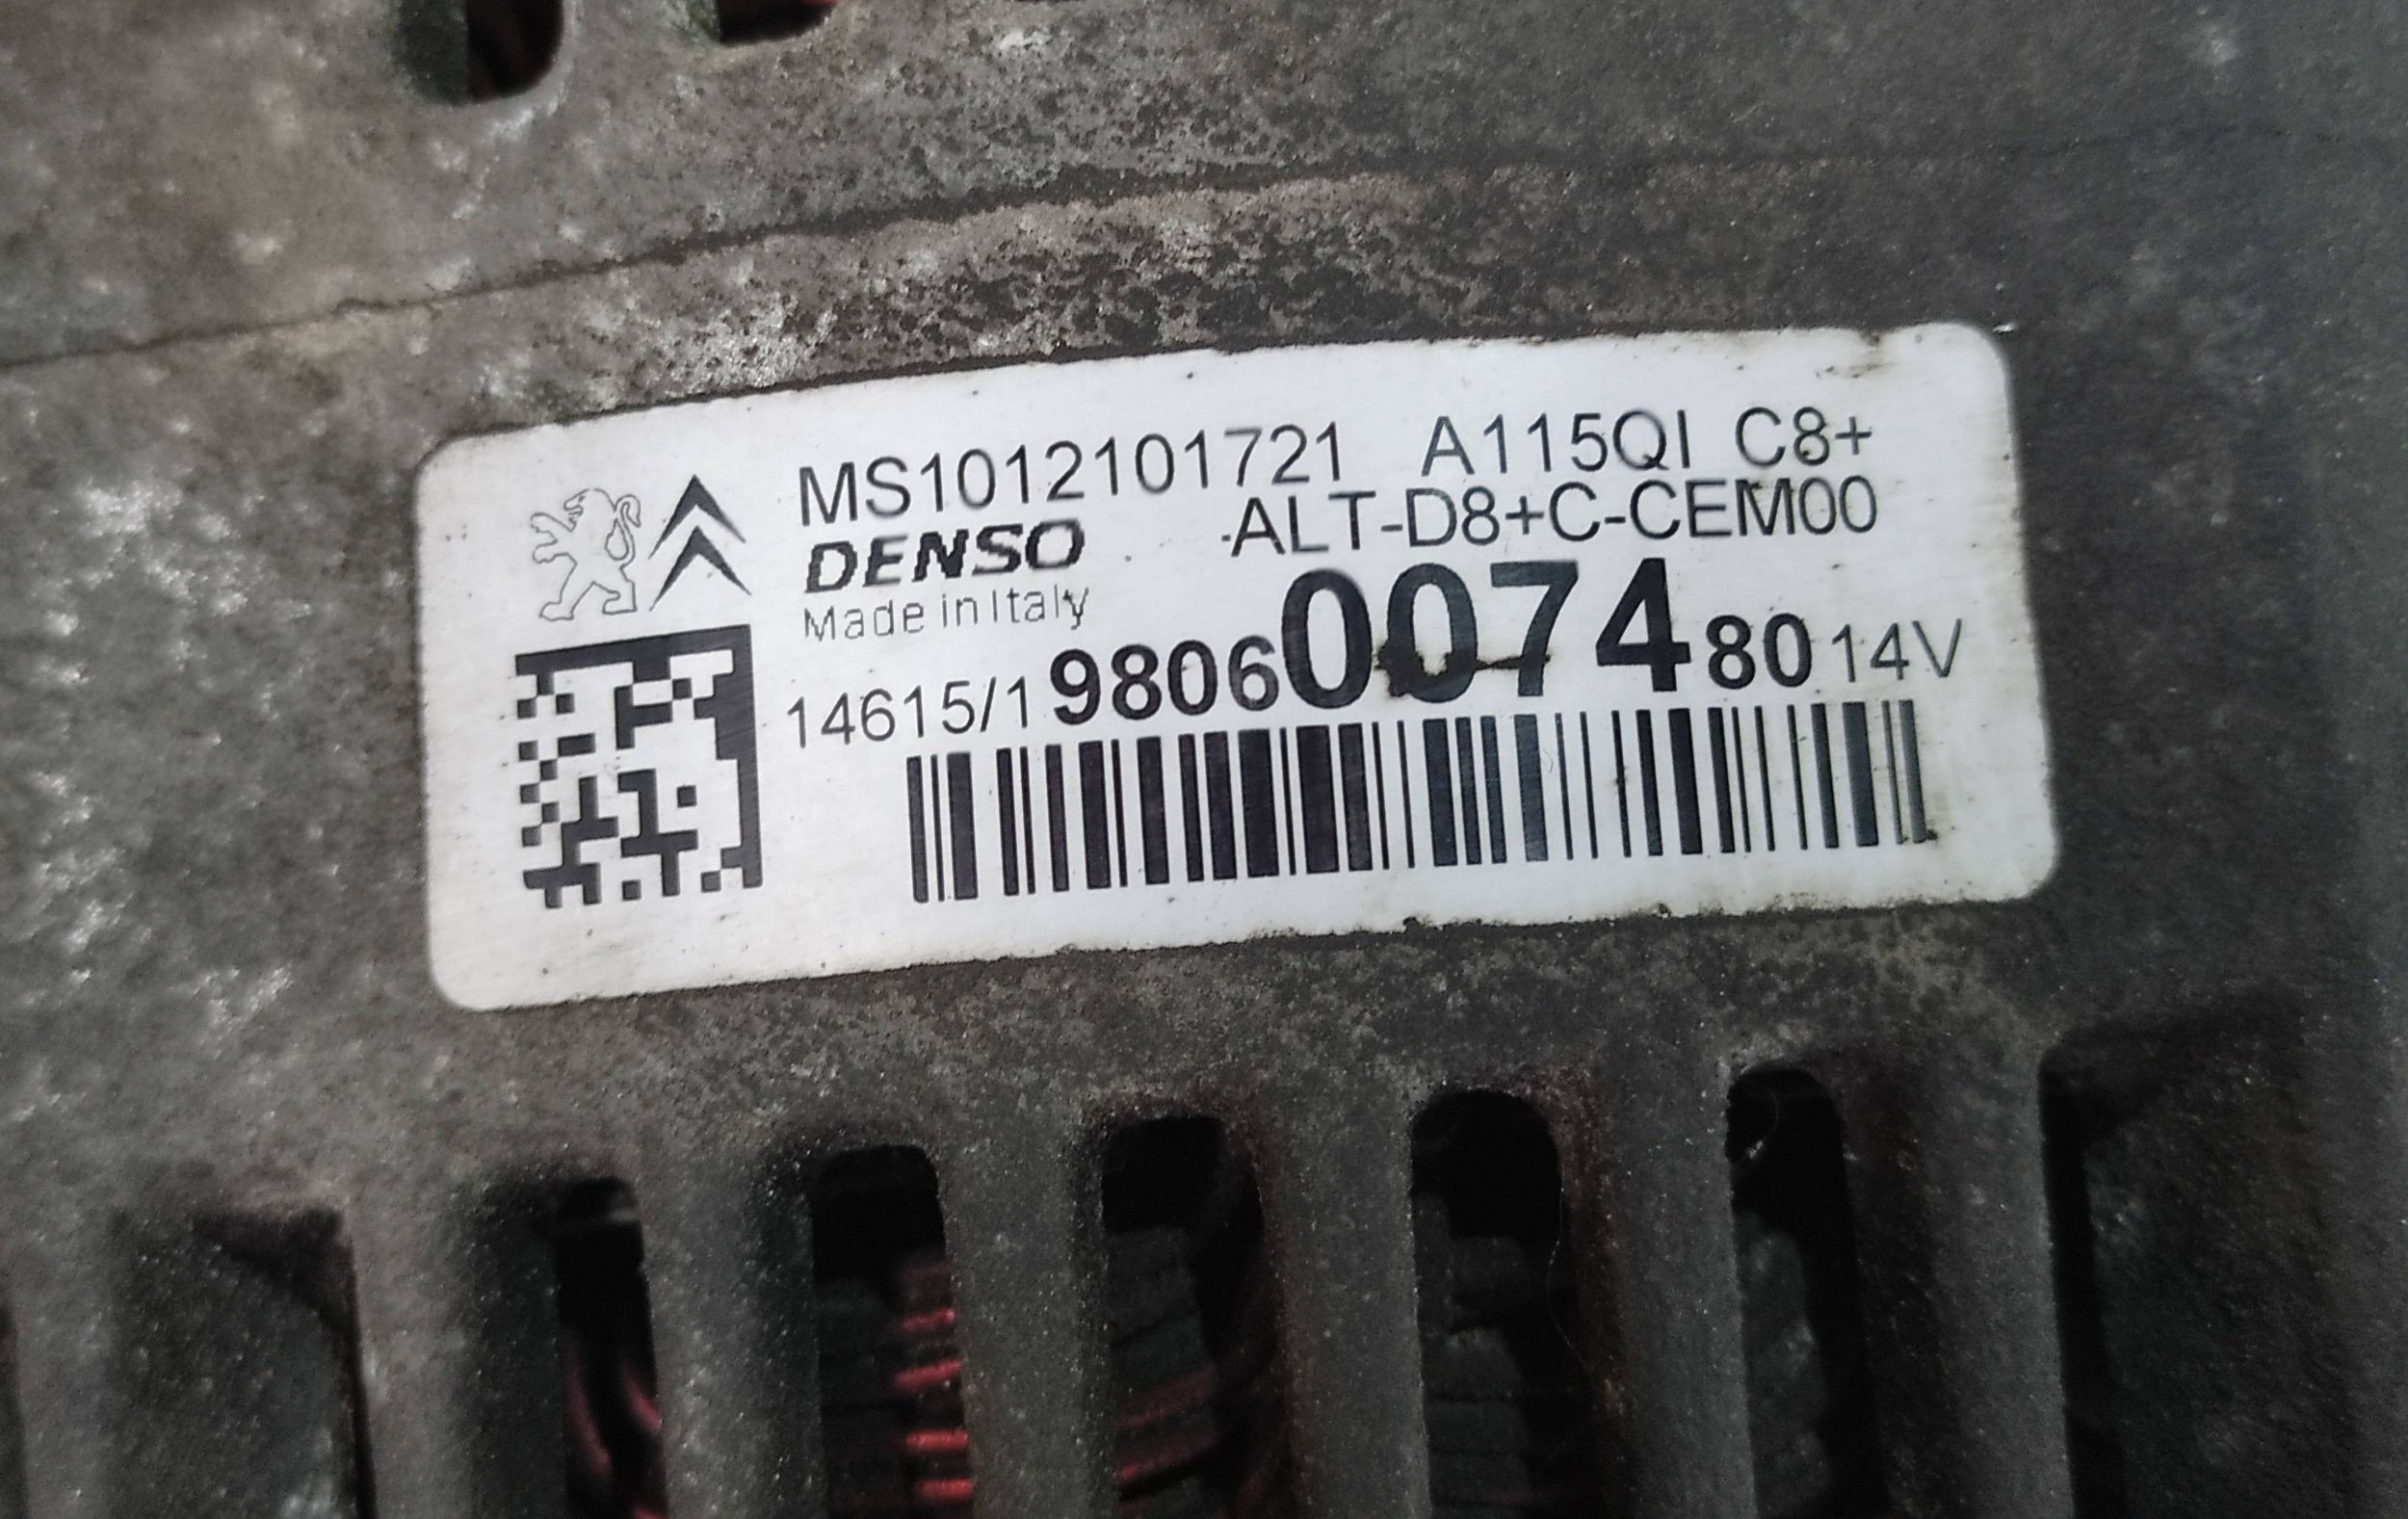 MS1012101721 A115QI C8+
DENSO ALT-D8+C-CEM00
Made in Italy
14615/1 9806007480 14V